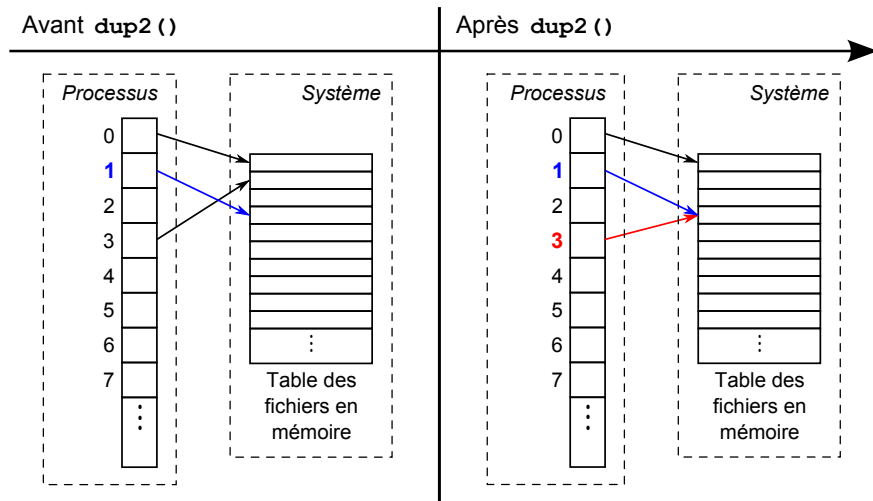 Avant dup2()
Processus
Système
0
1
2
3
4
5
6
7
⋮
⋮
Table des
fichiers en
mémoire
Après dup2()
Processus
Système
0
1
2
3
4
5
6
7
⋮
⋮
Table des
fichiers en
mémoire